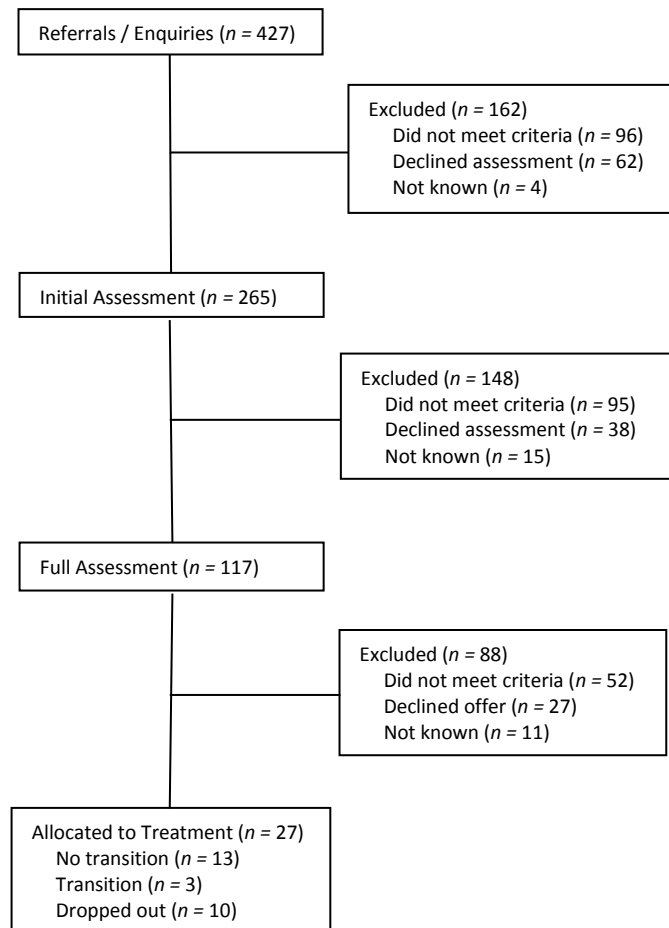 Referrals / Enquiries (n = 427)
Excluded (n = 162)
Did not meet criteria (n = 96)
Declined assessment (n = 62)
Not known (n = 4)
Initial Assessment (n = 265)
Excluded (n = 148)
Did not meet criteria (n = 95)
Declined assessment (n = 38)
Not known (n = 15)
Full Assessment (n = 117)
Excluded (n = 88)
Did not meet criteria (n = 52)
Declined offer (n = 27)
Not known (n = 11)
Allocated to Treatment (n = 27)
No transition (n = 13)
Transition (n = 3)
Dropped out (n = 10)